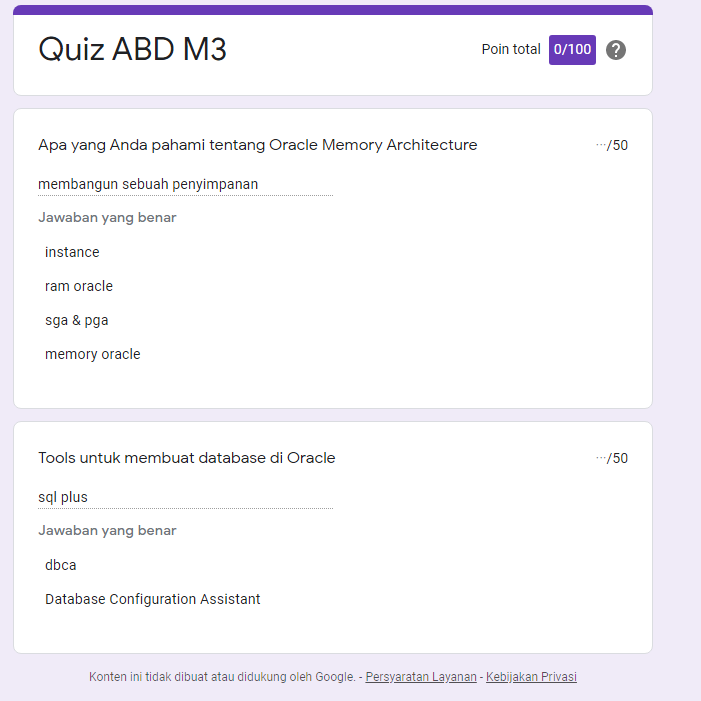 Quiz ABD M3
Poin total 0/100 ?
Apa yang Anda pahami tentang Oracle Memory Architecture ···/50
membangun sebuah penyimpanan
Jawaban yang benar
instance
ram oracle
sga & pga
memory oracle
Tools untuk membuat database di Oracle ···/50
sql plus
Jawaban yang benar
dbca
Database Configuration Assistant
Konten ini tidak dibuat atau didukung oleh Google. - Persyaratan Layanan - Kebijakan Privasi